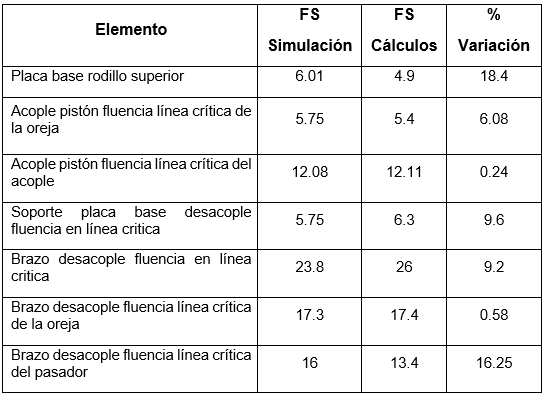 Elemento
FS
Simulación
FS
Cálculos
%
Variación
Placa base rodillo superior 6.01 4.9 18.4
Acople pistón fluencia línea crítica de
la oreja
5.75 5.4 6.08
Acople pistón fluencia línea crítica del
acople
12.08 12.11 0.24
Soporte placa base desacople
fluencia en línea critica
5.75 6.3 9.6
Brazo desacople fluencia en línea
critica
23.8 26 9.2
Brazo desacople fluencia línea crítica
de la oreja
17.3 17.4 0.58
Brazo desacople fluencia línea crítica
del pasador
16 13.4 16.25